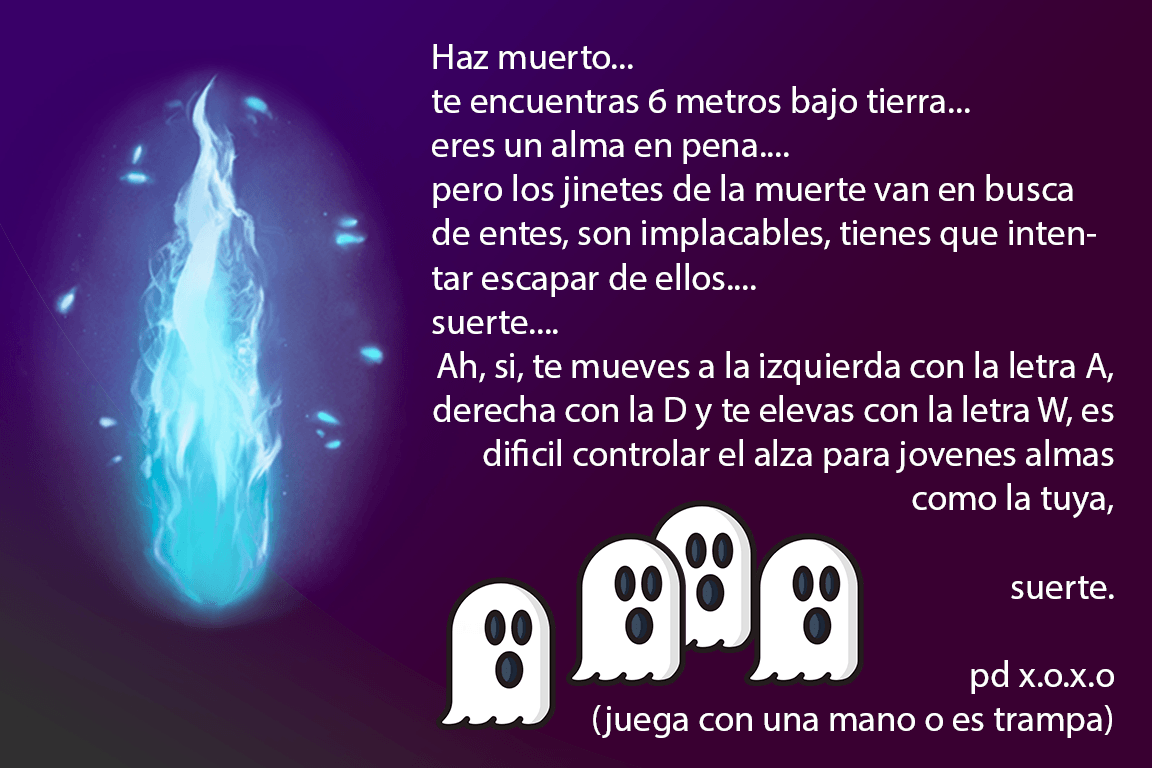 Haz muerto...
te encuentras 6 metros bajo tierra...
eres un alma en pena....
pero los jinetes de la muerte van en busca
de entes, son implacables, tienes que inten-
tar escapar de ellos....
suerte....
Ah, si, te mueves a la izquierda con la letra A,
derecha con la D y te elevas con la letra W, es
dificil controlar el alza para jovenes almas
como la tuya,
suerte.
pd x.o.x.o
(juega con una mano o es trampa)